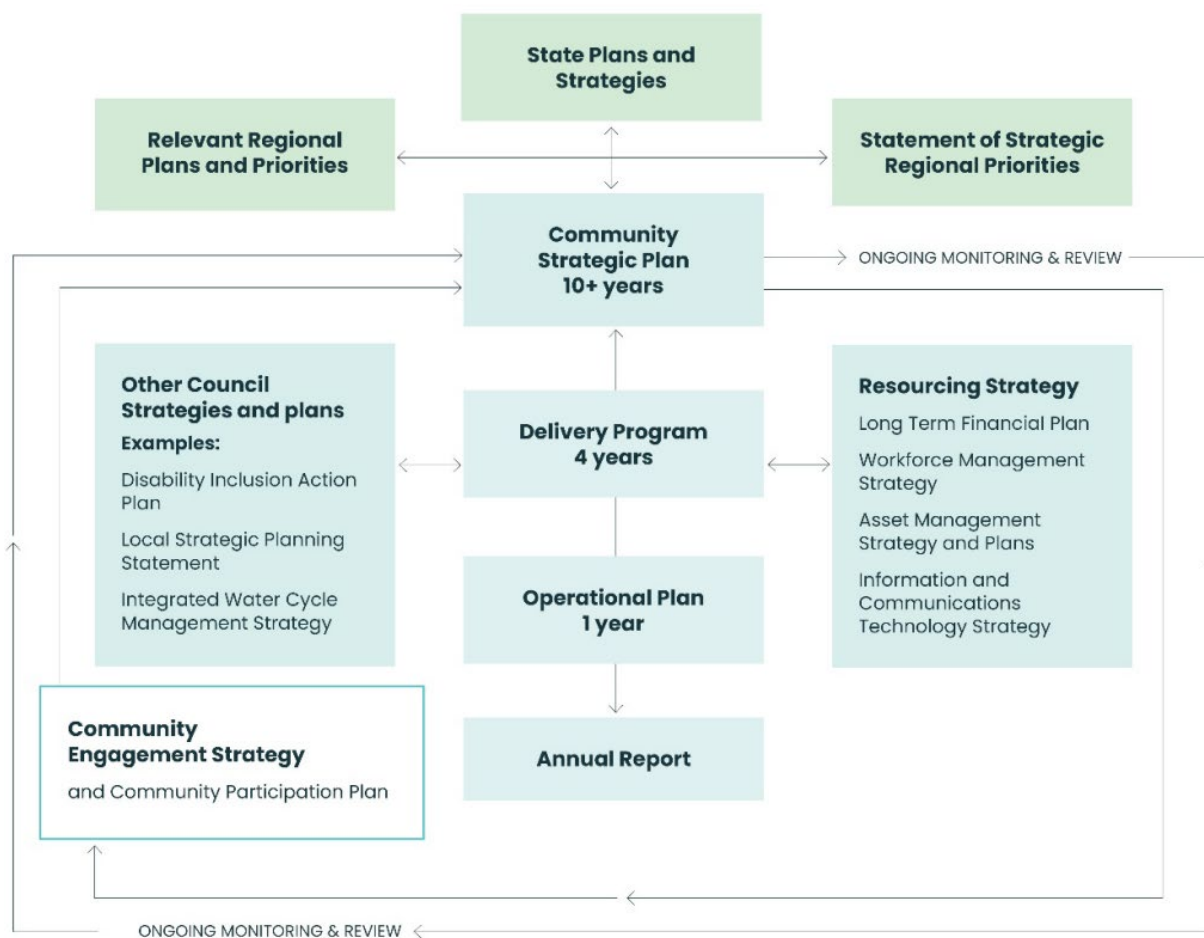 State Plans and
Strategies
Relevant Regional
Plans and Priorities
Statement of Strategic
Regional Priorities
Community
Strategic Plan
10+ years
ONGOING MONITORING & REVIEW
Other Council
Strategies and plans
Examples:
Disability Inclusion Action
Plan
Local Strategic Planning
Statement
Integrated Water Cycle
Management Strategy
Delivery Program
4 years
Resourcing Strategy
Long Term Financial Plan
Workforce Management
Strategy
Asset Management
Strategy and Plans
Information and
Communications
Technology Strategy
Operational Plan
1 year
Community
Engagement Strategy
and Community Participation Plan
Annual Report
ONGOING MONITORING & REVIEW